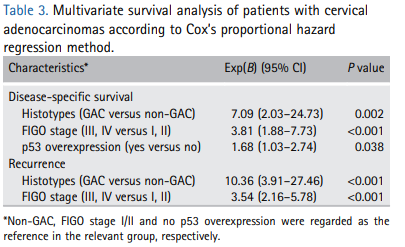 Table 3. Multivariate survival analysis of patients with cervical
adenocarcinomas according to Cox's proportional hazard
regression method.
Characteristics* Exp(B) (95% CI) P value
Disease-specific survival
Histotypes (GAC versus non-GAC) 7.09 (2.03–24.73) 0.002
FIGO stage (III, IV versus I, II) 3.81 (1.88–7.73) <0.001
p53 overexpression (yes versus no) 1.68 (1.03–2.74) 0.038
Recurrence
Histotypes (GAC versus non-GAC) 10.36 (3.91–27.46) <0.001
FIGO stage (III, IV versus I, II) 3.54 (2.16–5.78) <0.001
*Non-GAC, FIGO stage I/II and no p53 overexpression were regarded as the
reference in the relevant group, respectively.